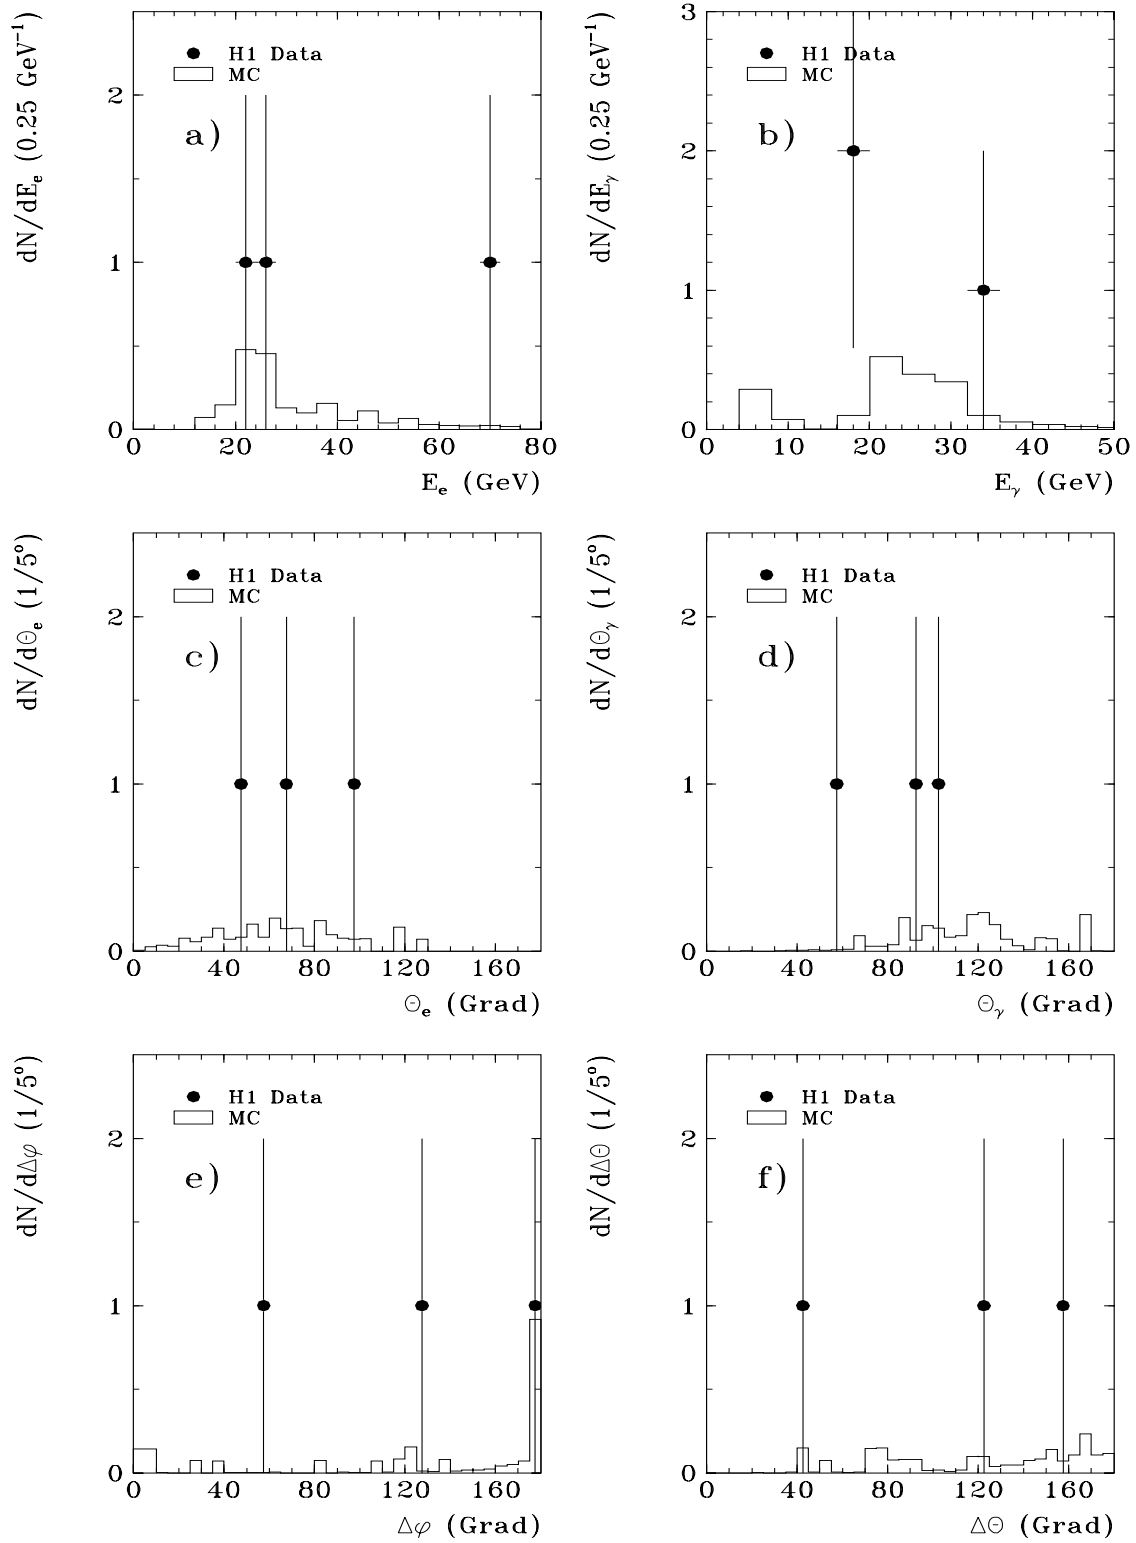 dN/dE_e (0.25 GeV⁻¹)
H1 Data
MC
a)
2
1
0
0 20 40 60 80
E_e (GeV)
dN/dE_γ (0.25 GeV⁻¹)
3
H1 Data
MC
b)
2
1
0
0 10 20 30 40 50
E_γ (GeV)
dN/dΘ_e (1/5°)
H1 Data
MC
2
c)
1
0
0 40 80 120 160
Θ_e (Grad)
dN/dΘ_γ (1/5°)
H1 Data
MC
2
d)
1
0
0 40 80 120 160
Θ_γ (Grad)
dN/dΔφ (1/5°)
H1 Data
MC
2
e)
1
0
0 40 80 120 160
Δφ (Grad)
dN/dΔΘ (1/5°)
H1 Data
MC
2
f)
1
0
0 40 80 120 160
ΔΘ (Grad)